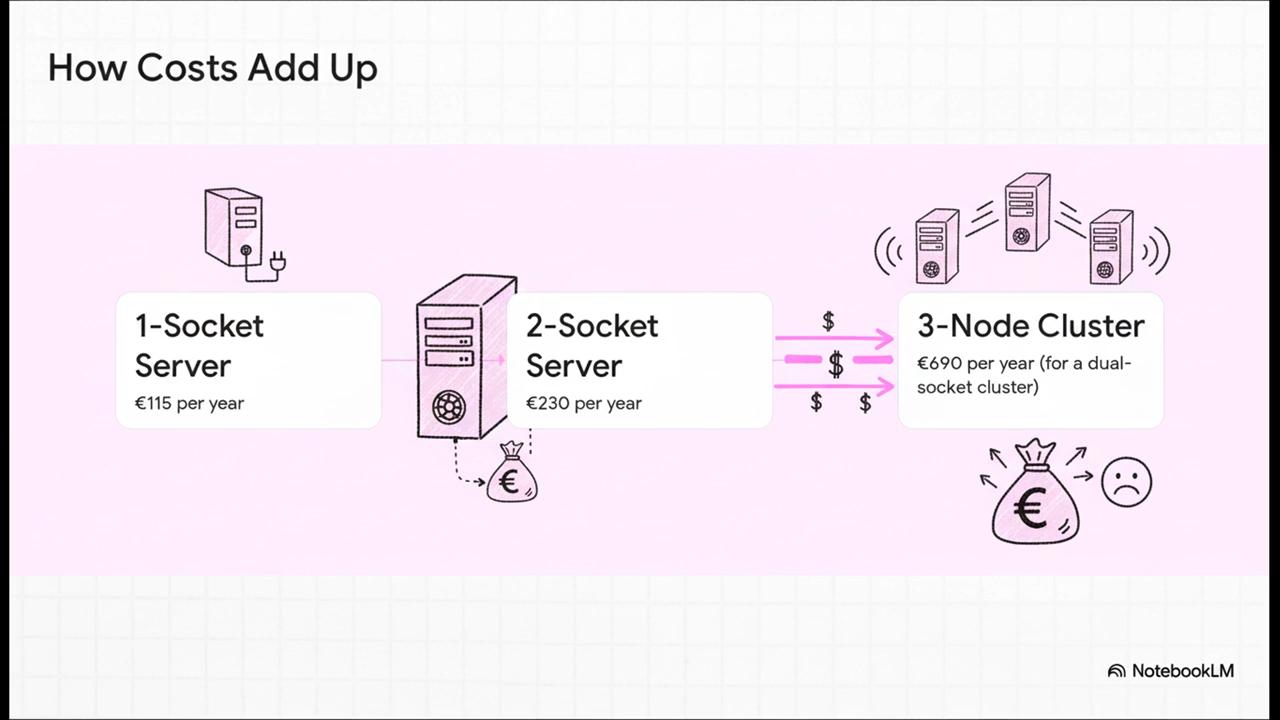 How Costs Add Up
1-Socket
Server
€115 per year
2-Socket
Server
€230 per year
$
$
$ $
3-Node Cluster
€690 per year (for a dual-
socket cluster)
€
€
NotebookLM